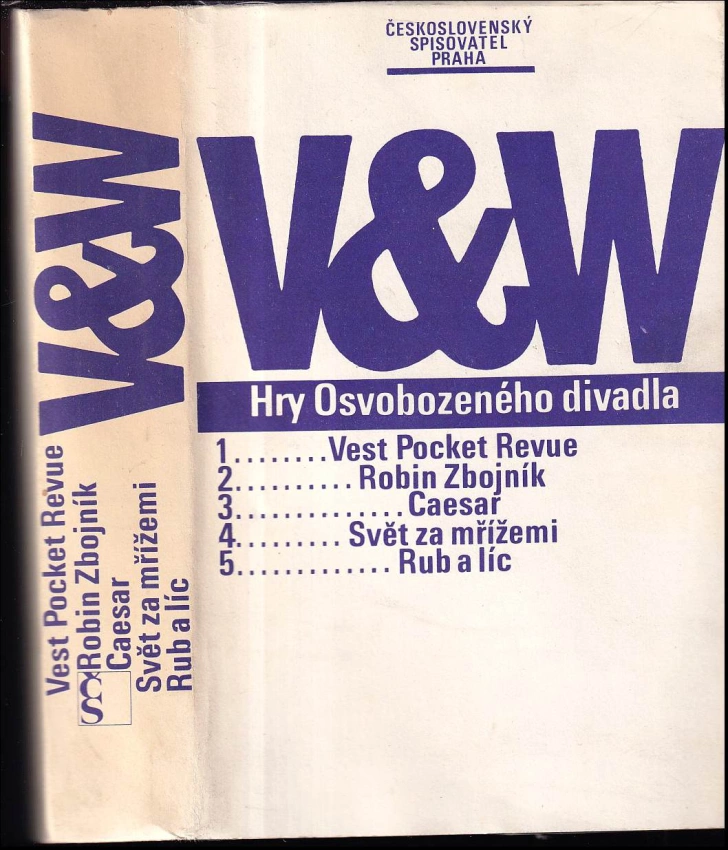 ČESKOSLOVENSKÝ
SPISOVATEL
PRAHA
V&W
Hry Osvobozeného divadla
1........Vest Pocket Revue
2..........Robin Zbojník
3..............Caesar
4.........Svět za mřížemi
5.............Rub a líc
V&W
Vest Pocket Revue
Robin Zbojník
Caesar
Svět za mřížemi
Rub a líc
čs